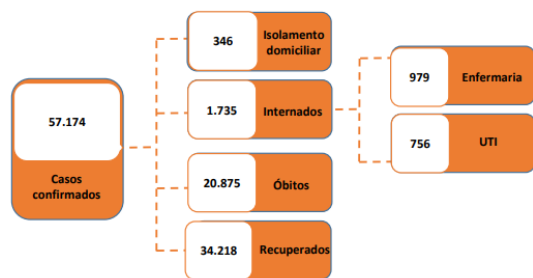 57.174
Casos
confirmados
346
Isolamento
domiciliar
1.735
Internados
20.875
Óbitos
34.218
Recuperados
979
Enfermaria
756
UTI